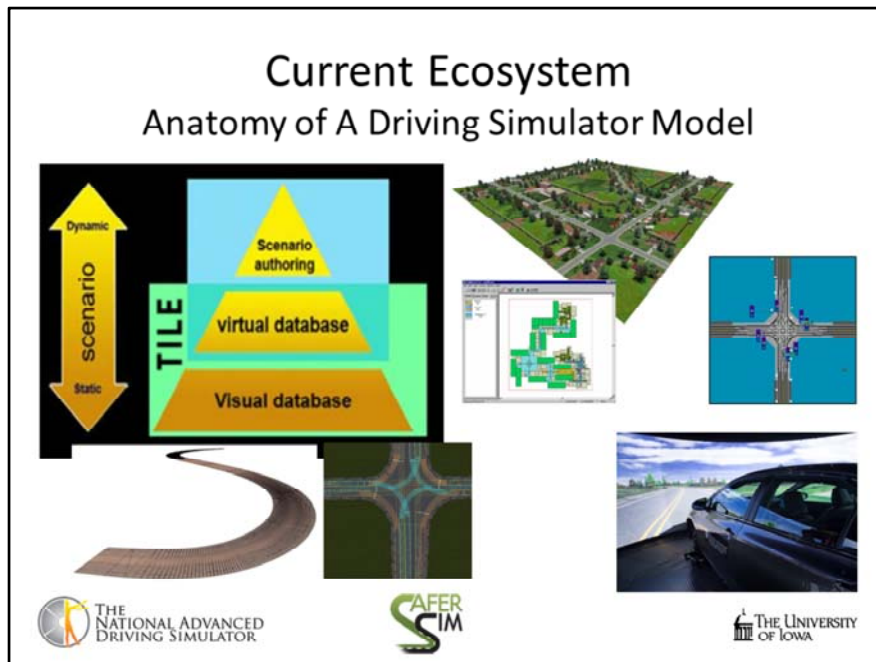 Current Ecosystem
Anatomy of A Driving Simulator Model
Dynamic
scenario
Static
TILE
Scenario
authoring
virtual database
Visual database
THE
NATIONAL ADVANCED
DRIVING SIMULATOR
SAFER
SIM
THE UNIVERSITY
OF IOWA